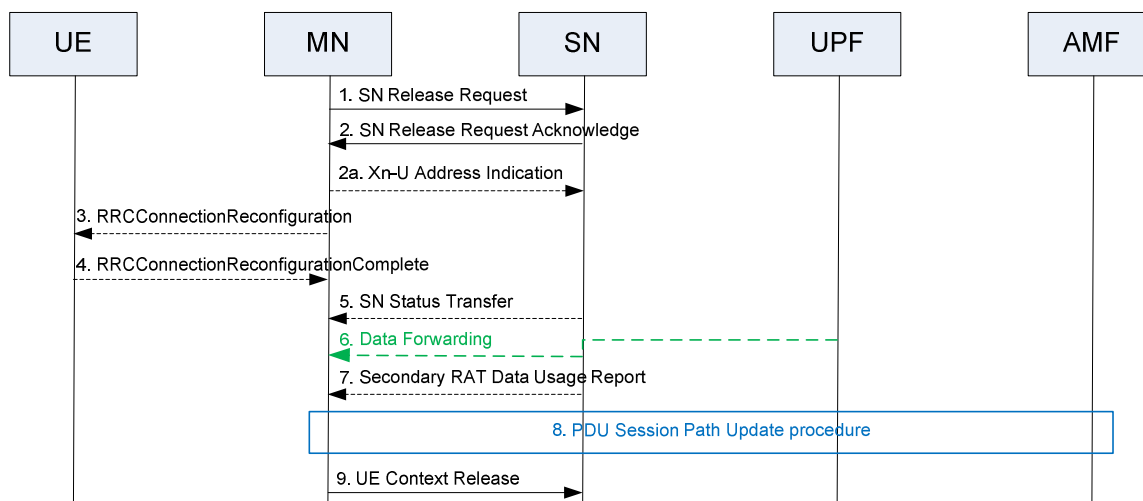 UE
MN
SN
UPF
AMF
1. SN Release Request
2. SN Release Request Acknowledge
2a. Xn-U Address Indication
3. RRCConnectionReconfiguration
4. RRCConnectionReconfigurationComplete
5. SN Status Transfer
6. Data Forwarding
7. Secondary RAT Data Usage Report
8. PDU Session Path Update procedure
9. UE Context Release